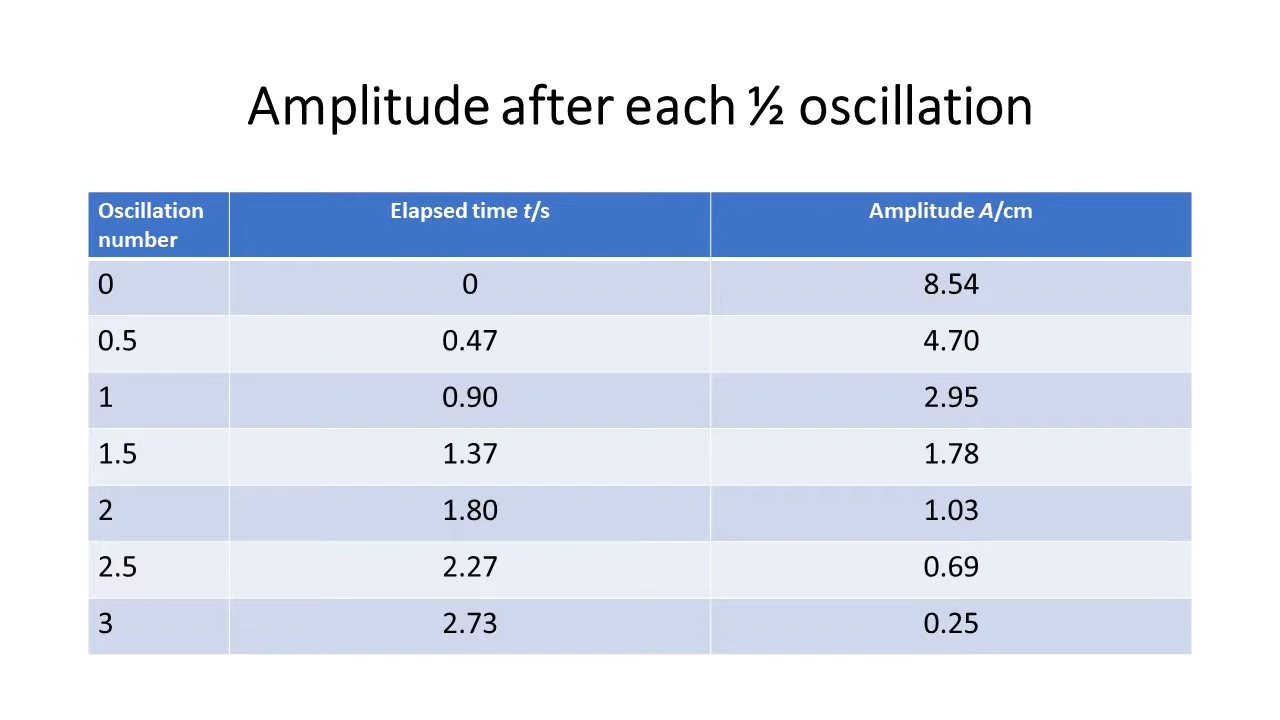 Amplitude after each ½ oscillation
Oscillation number Elapsed time t/s Amplitude A/cm
0 0 8.54
0.5 0.47 4.70
1 0.90 2.95
1.5 1.37 1.78
2 1.80 1.03
2.5 2.27 0.69
3 2.73 0.25